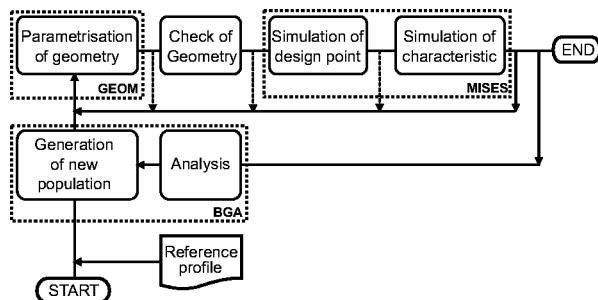 Parametrisation
of geometry
GEOM
Check of
Geometry
Simulation of
design point
Simulation of
characteristic
MISES
END
Generation
of new
population
Analysis
BGA
Reference
profile
START